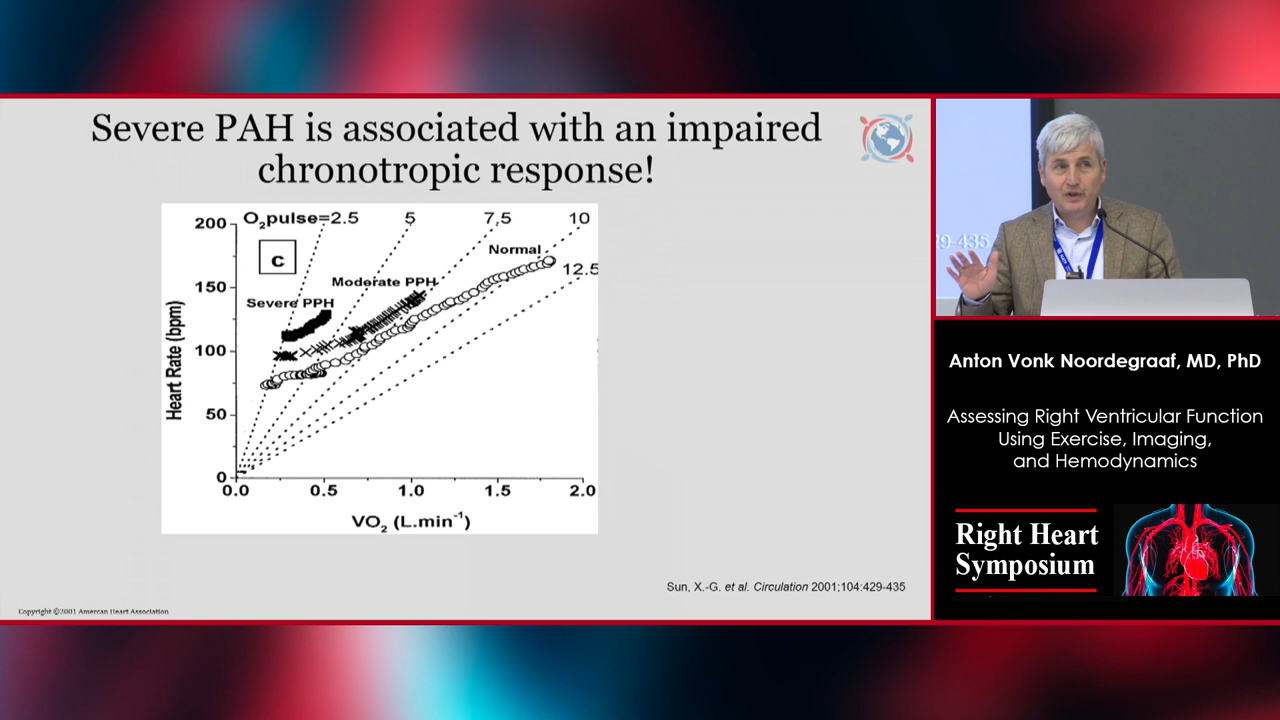 Severe PAH is associated with an impaired
chronotropic response!
O2pulse=2.5 5 7,5 10
12.5
c
Normal
Moderate PPH
Severe PPH
Heart Rate (bpm)
200
150
100
50
0
0.0 0.5 1.0 1.5 2.0
VO2 (L.min-1)
Sun, X.-G. et al. Circulation 2001;104:429-435
Copyright ©2001 American Heart Association
9-435
Anton Vonk Noordegraaf, MD, PhD
Assessing Right Ventricular Function
Using Exercise, Imaging,
and Hemodynamics
Right Heart
Symposium